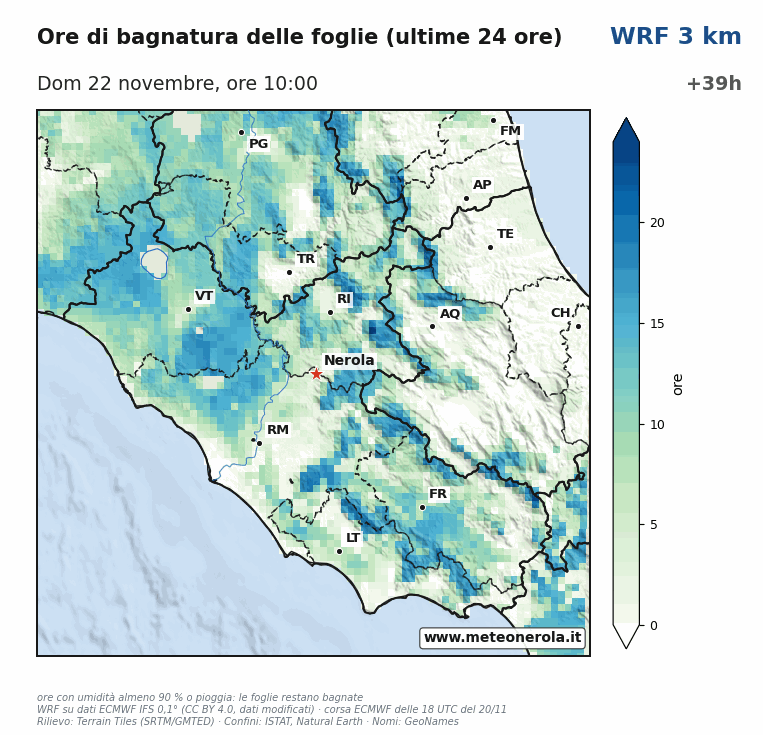 Ore di bagnatura delle foglie (ultime 24 ore)
WRF 3 km
Dom 22 novembre, ore 10:00
+39h
FM
PG
AP
TE
TR
VT
RI
AQ
CH
Nerola
RM
FR
LT
www.meteonerola.it
20
15
10
5
0
ore
ore con umidità almeno 90 % o pioggia: le foglie restano bagnate
WRF su dati ECMWF IFS 0,1° (CC BY 4.0, dati modificati) · corsa ECMWF delle 18 UTC del 20/11
Rilievo: Terrain Tiles (SRTM/GMTED) · Confini: ISTAT, Natural Earth · Nomi: GeoNames